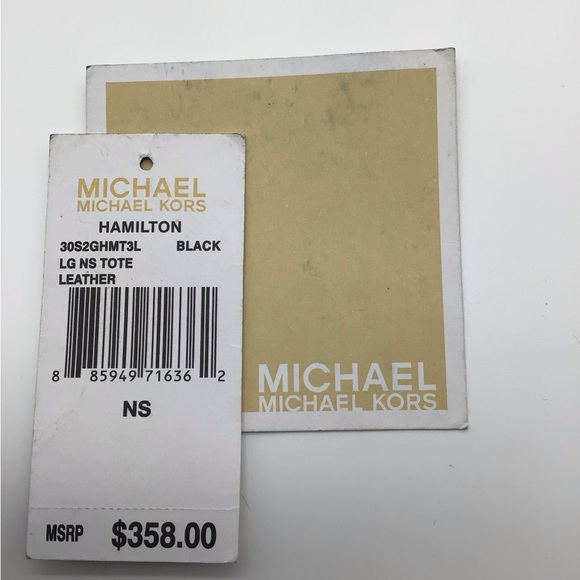 MICHAEL
MICHAEL KORS
HAMILTON
30S2GHMT3L BLACK
LG NS TOTE
LEATHER
8 85949 71636 2
NS
MSRP $358.00
MICHAEL
MICHAEL KORS